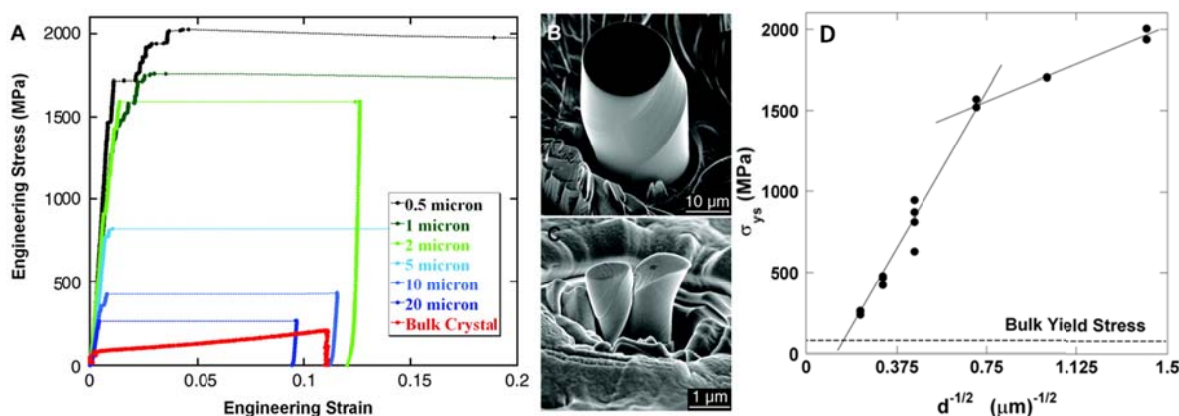 A
Engineering Stress (MPa)
2000
1500
1000
500
0
0.5 micron
1 micron
2 micron
5 micron
10 micron
20 micron
Bulk Crystal
0
0.05
0.1
0.15
0.2
Engineering Strain
B
10 µm
C
1 µm
D
σys (MPa)
2000
1500
1000
500
0
Bulk Yield Stress
0
0.375
0.75
1.125
1.5
d-1/2 (µm)-1/2